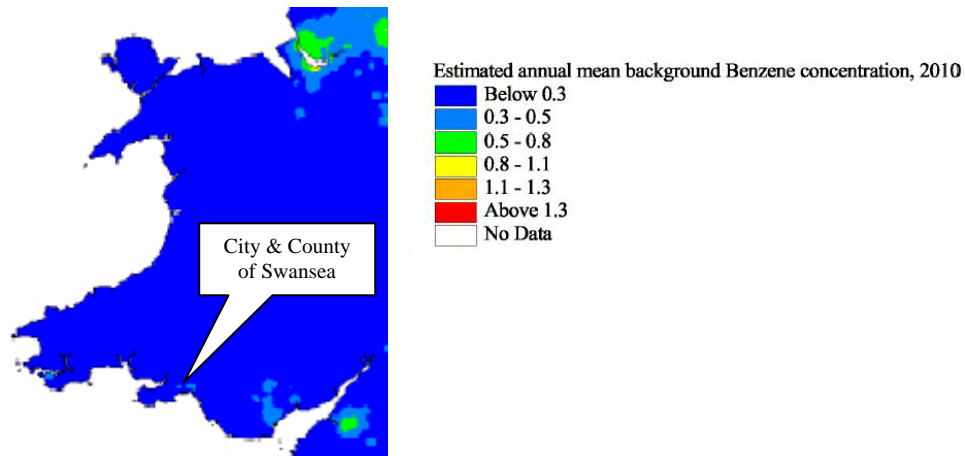 Estimated annual mean background Benzene concentration, 2010
Below 0.3
0.3 - 0.5
0.5 - 0.8
0.8 - 1.1
1.1 - 1.3
Above 1.3
No Data
City & County
of Swansea